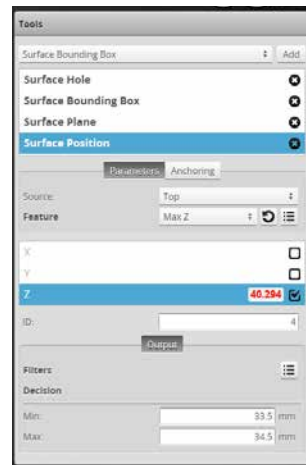 Tools
Surface Bounding Box Add
Surface Hole
Surface Bounding Box
Surface Plane
Surface Position
Parameters Anchoring
Source: Top
Feature Max Z
X
Y
Z 40.294
ID: 4
Output
Filters
Decision
Min: 33.5 mm
Max: 34.5 mm